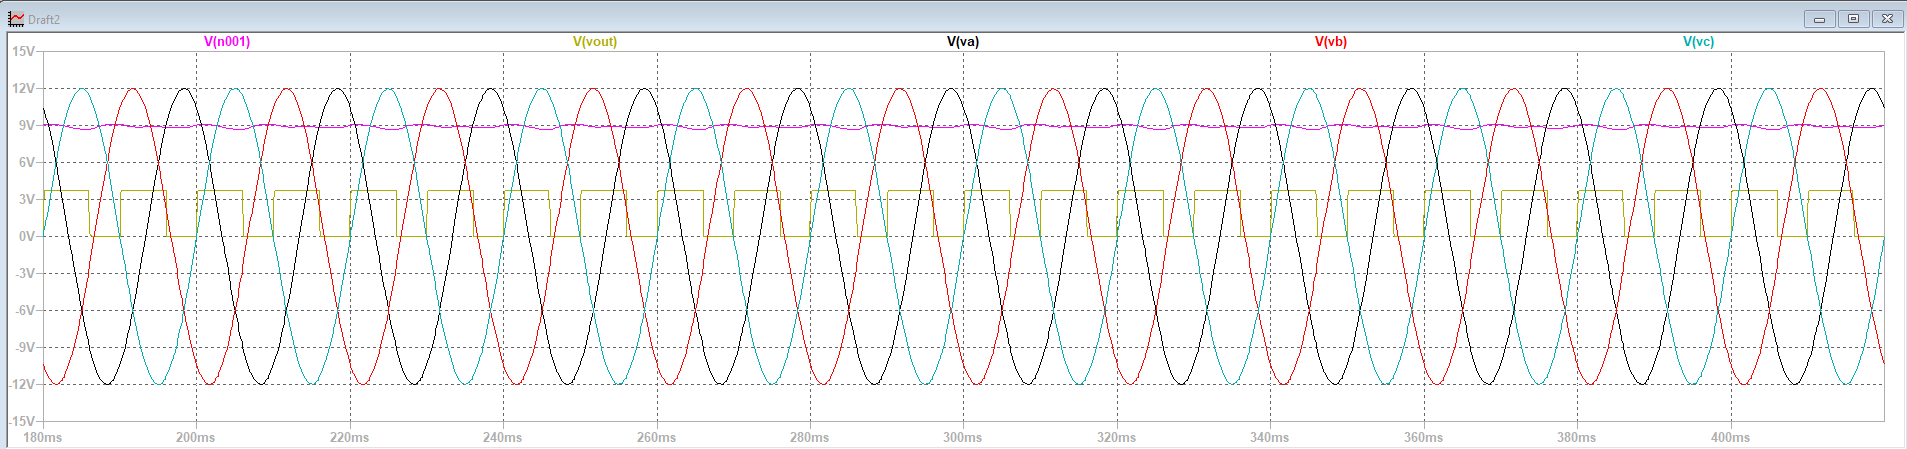 Draft2
V(n001) V(vout) V(va) V(vb) V(vc)
15V
12V
9V
6V
3V
0V
-3V
-6V
-9V
-12V
-15V
180ms 200ms 220ms 240ms 260ms 280ms 300ms 320ms 340ms 360ms 380ms 400ms